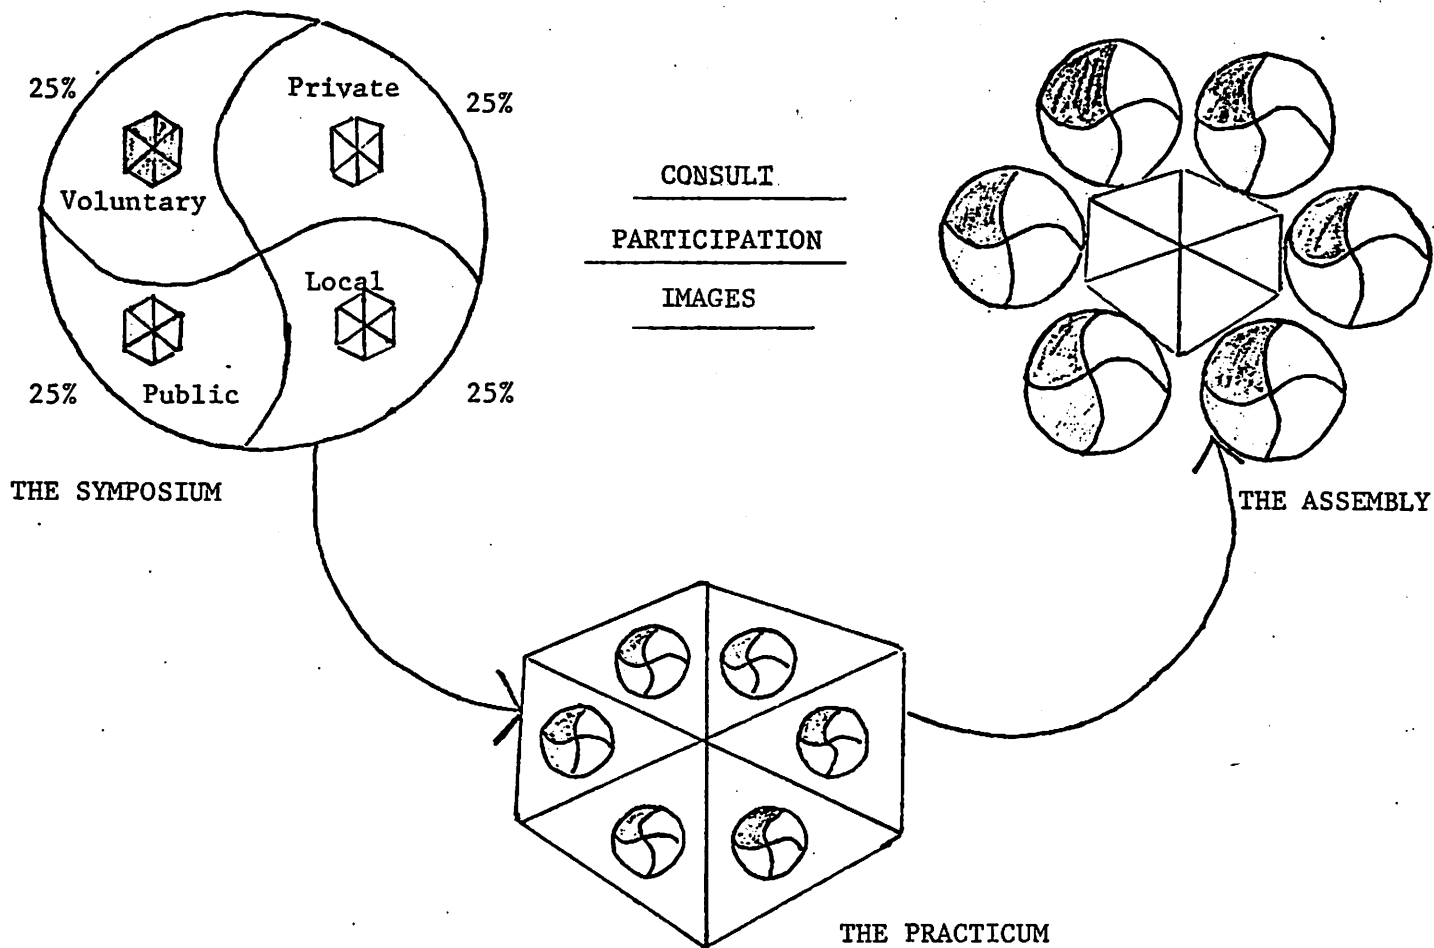 25%
Private
25%
Voluntary
Local
25%
Public
25%
THE SYMPOSIUM
CONSULT
PARTICIPATION
IMAGES
THE ASSEMBLY
THE PRACTICUM